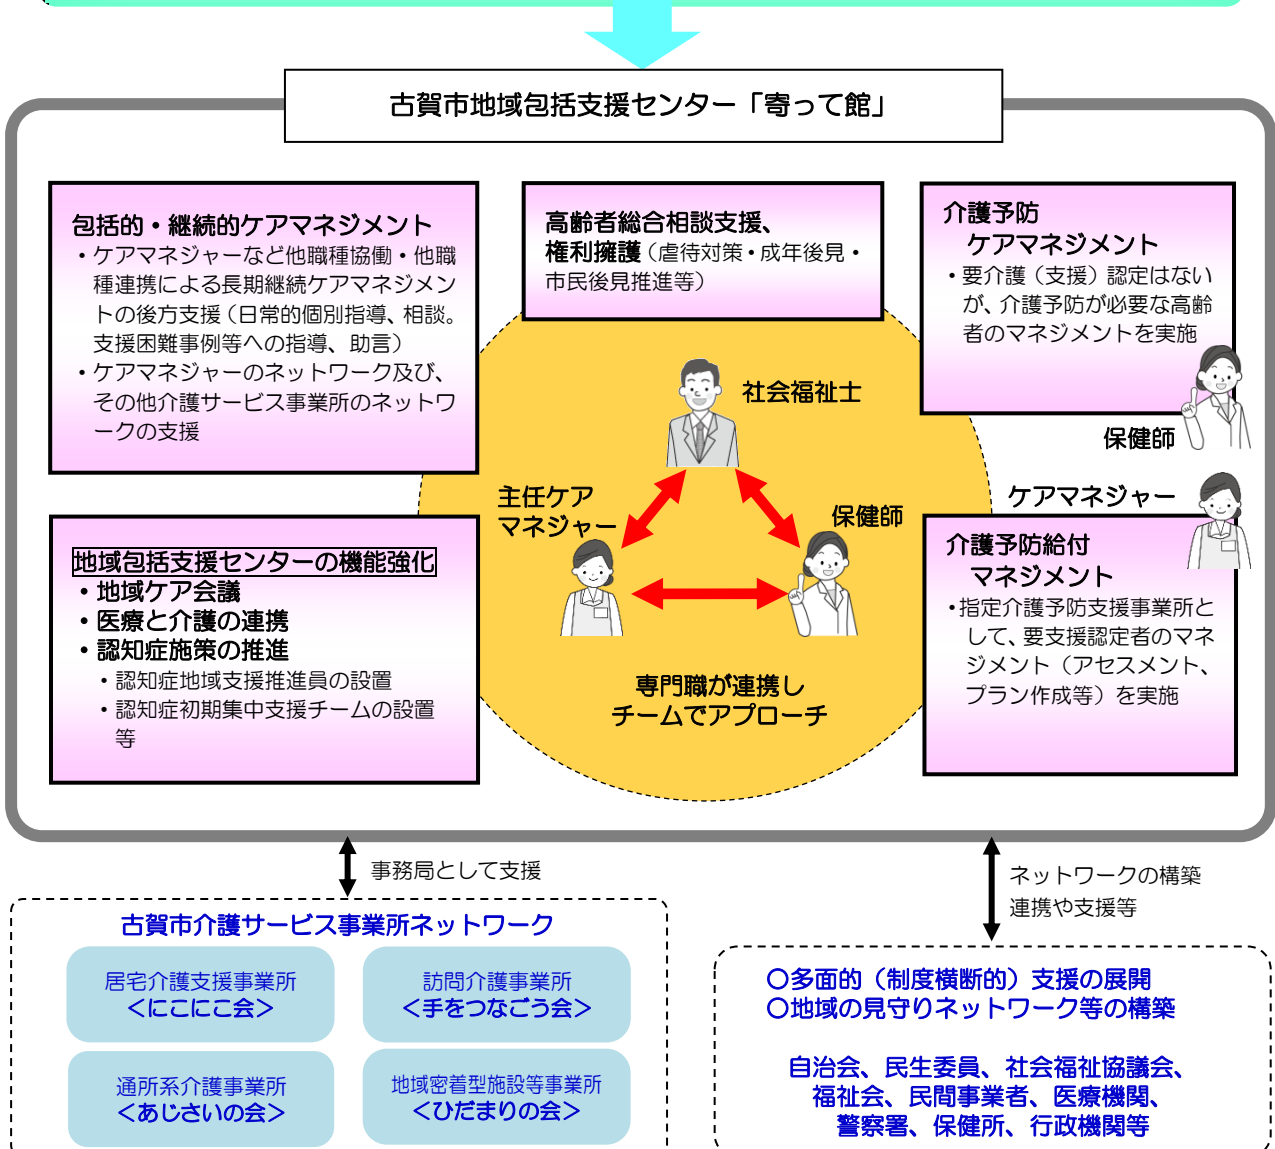 古賀市地域包括支援センター「寄って館」
包括的・継続的ケアマネジメント
・ケアマネジャーなど他職種協働・他職
種連携による長期継続ケアマネジメン
トの後方支援（日常的個別指導、相談。
支援困難事例等への指導、助言）
・ケアマネジャーのネットワーク及び、
その他介護サービス事業所のネットワ
ークの支援
高齢者総合相談支援、
権利擁護（虐待対策・成年後見・
市民後見推進等）
介護予防
ケアマネジメント
・要介護（支援）認定はない
が、介護予防が必要な高齢
者のマネジメントを実施
保健師
社会福祉士
主任ケア
マネジャー
保健師
専門職が連携し
チームでアプローチ
地域包括支援センターの機能強化
・地域ケア会議
・医療と介護の連携
・認知症施策の推進
・認知症地域支援推進員の設置
・認知症初期集中支援チームの設置
等
ケアマネジャー
介護予防給付
マネジメント
・指定介護予防支援事業所と
して、要支援認定者のマネ
ジメント（アセスメント、
プラン作成等）を実施
事務局として支援
ネットワークの構築
連携や支援等
古賀市介護サービス事業所ネットワーク
居宅介護支援事業所
＜にこにこ会＞
訪問介護事業所
＜手をつなごう会＞
通所系介護事業所
＜あじさいの会＞
地域密着型施設等事業所
＜ひだまりの会＞
○多面的（制度横断的）支援の展開
○地域の見守りネットワーク等の構築
自治会、民生委員、社会福祉協議会、
福祉会、民間事業者、医療機関、
警察署、保健所、行政機関等